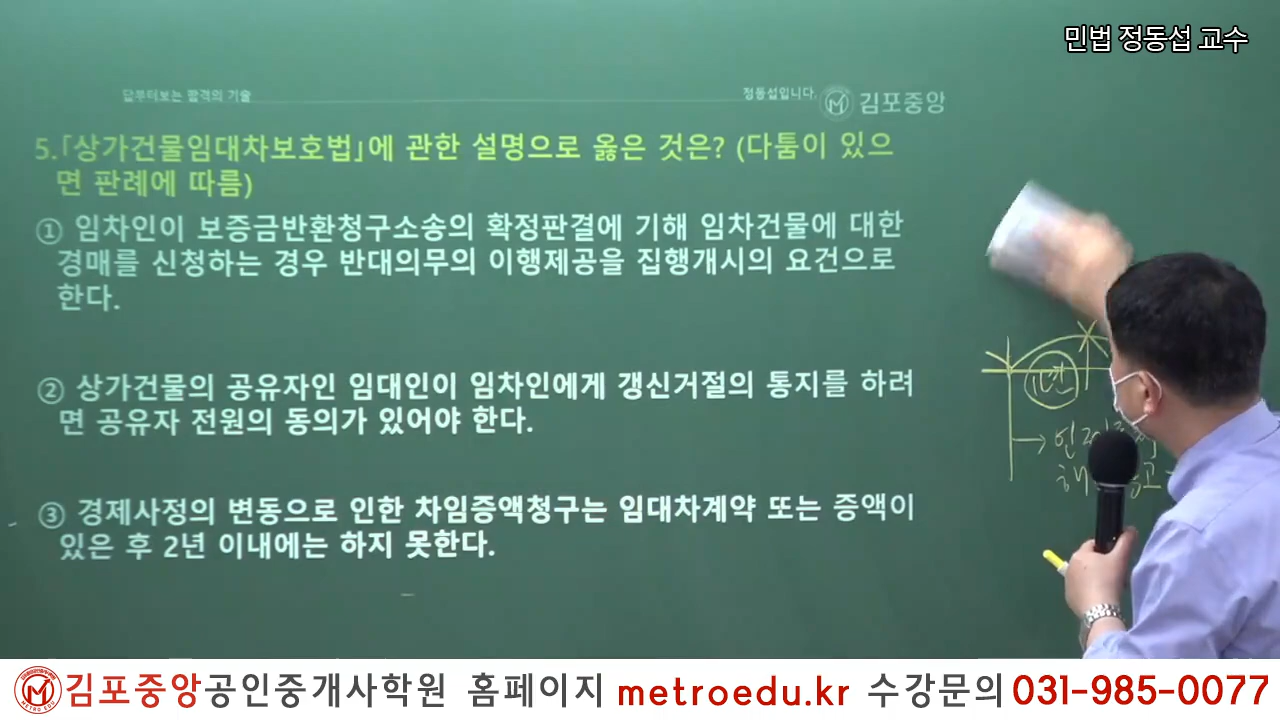 민법 정동섭 교수
답부터보는 합격의 기술
정동섭입니다.
김포중앙
5.「상가건물임대차보호법」에 관한 설명으로 옳은 것은? (다툼이 있으
면 판례에 따름)
① 임차인이 보증금반환청구소송의 확정판결에 기해 임차건물에 대한
경매를 신청하는 경우 반대의무의 이행제공을 집행개시의 요건으로
한다.
② 상가건물의 공유자인 임대인이 임차인에게 갱신거절의 통지를 하려
면 공유자 전원의 동의가 있어야 한다.
③ 경제사정의 변동으로 인한 차임증액청구는 임대차계약 또는 증액이
있은 후 2년 이내에는 하지 못한다.
김포중앙공인중개사학원 홈페이지 metroedu.kr 수강문의 031-985-0077
METRO EDU